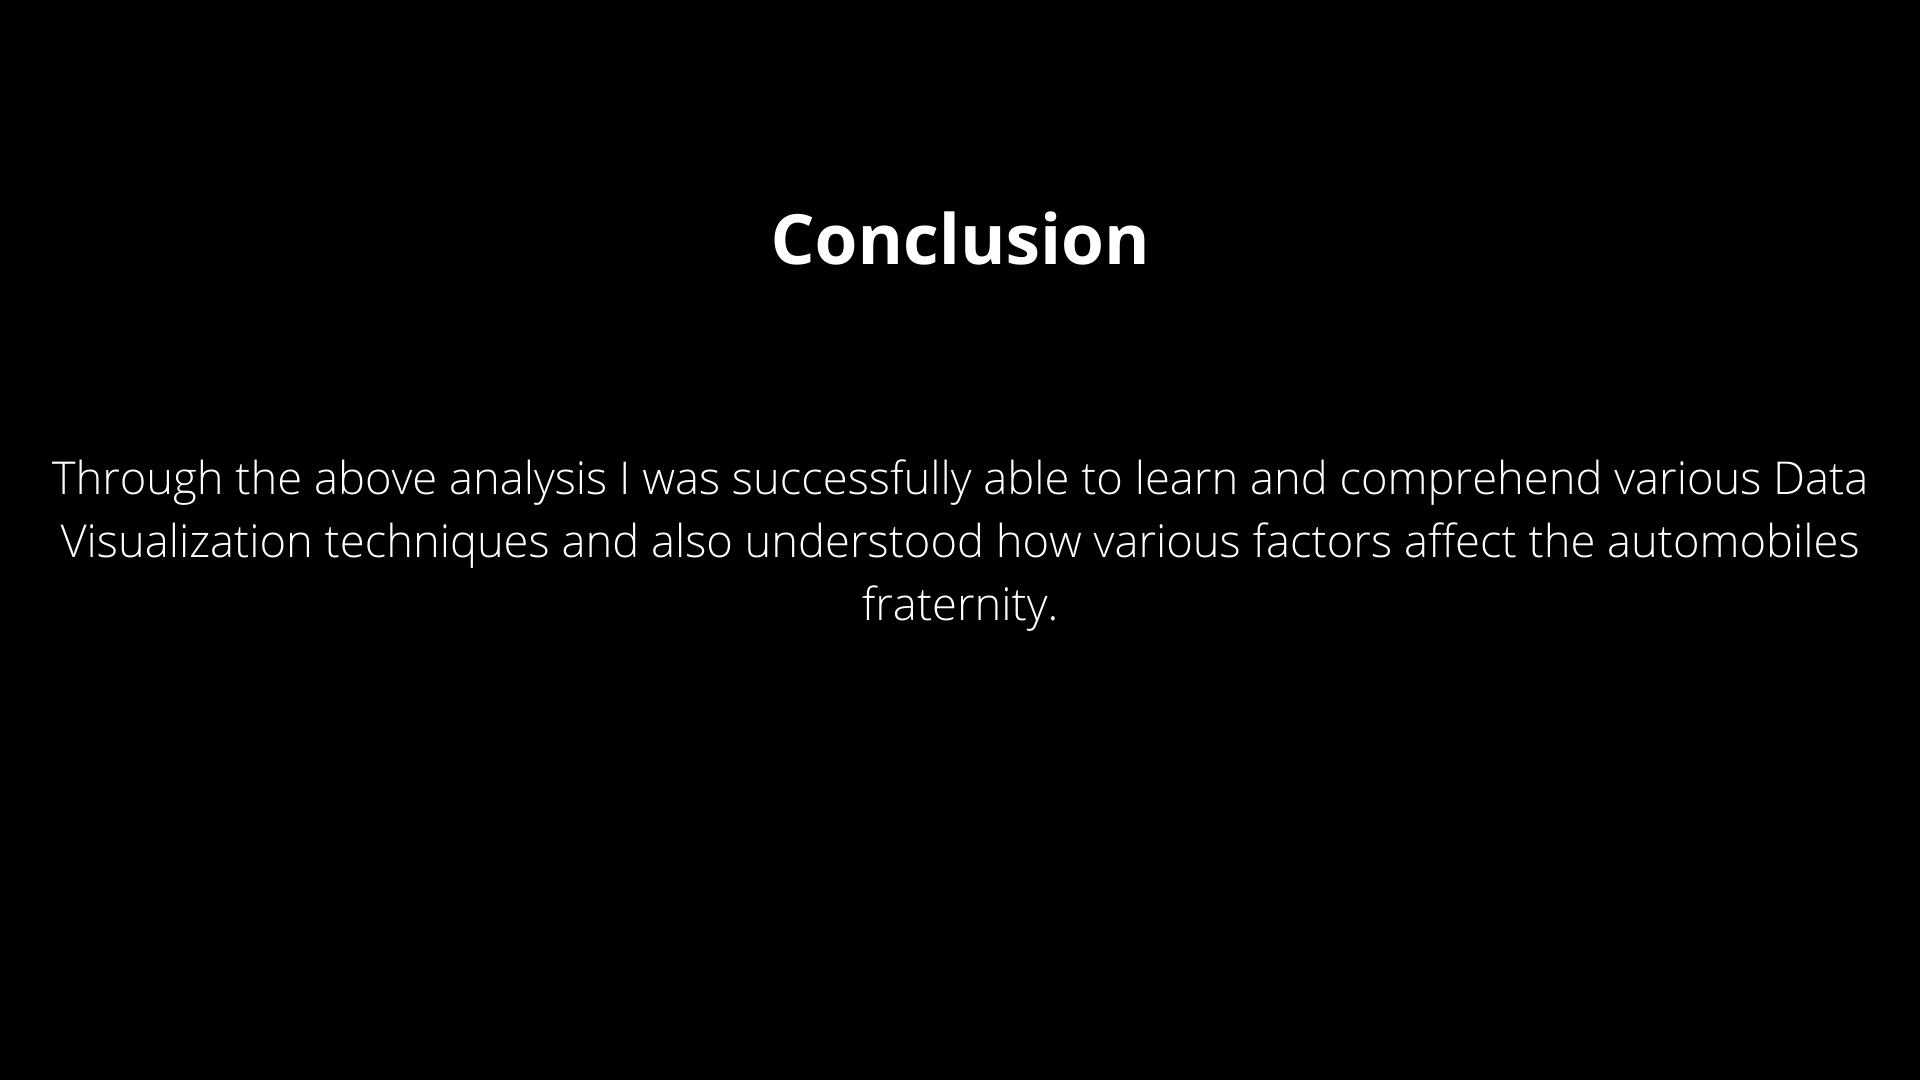 Conclusion
Through the above analysis I was successfully able to learn and comprehend various Data
Visualization techniques and also understood how various factors affect the automobiles
fraternity.